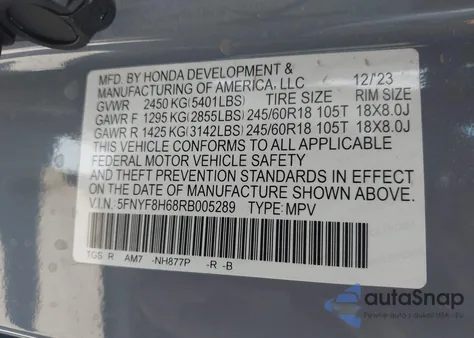 MFD. BY HONDA DEVELOPMENT &
MANUFACTURING OF AMERICA, LLC 12/23
GVWR 2450 KG (5401LBS) TIRE SIZE RIM SIZE
GAWR F 1295 KG (2855LBS) 245/60R18 105T 18X8.0J
GAWR R 1425 KG (3142LBS) 245/60R18 105T 18X8.0J
THIS VEHICLE CONFORMS TO ALL APPLICABLE
FEDERAL MOTOR VEHICLE SAFETY
AND THEFT PREVENTION STANDARDS IN EFFECT
ON THE DATE OF MANUFACTURE SHOWN ABOVE.
V.I.N.: 5FNYF8H68RB005289 TYPE: MPV
TGS R AM7 -NH877P -R -B
autoSnap